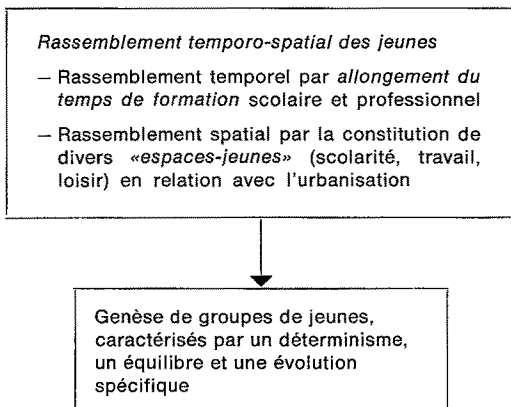 Rassemblement temporo-spatial des jeunes
– Rassemblement temporel par allongement du
temps de formation scolaire et professionnel
– Rassemblement spatial par la constitution de
divers «espaces-jeunes» (scolarité, travail,
loisir) en relation avec l'urbanisation
Genèse de groupes de jeunes,
caractérisés par un déterminisme,
un équilibre et une évolution
spécifique